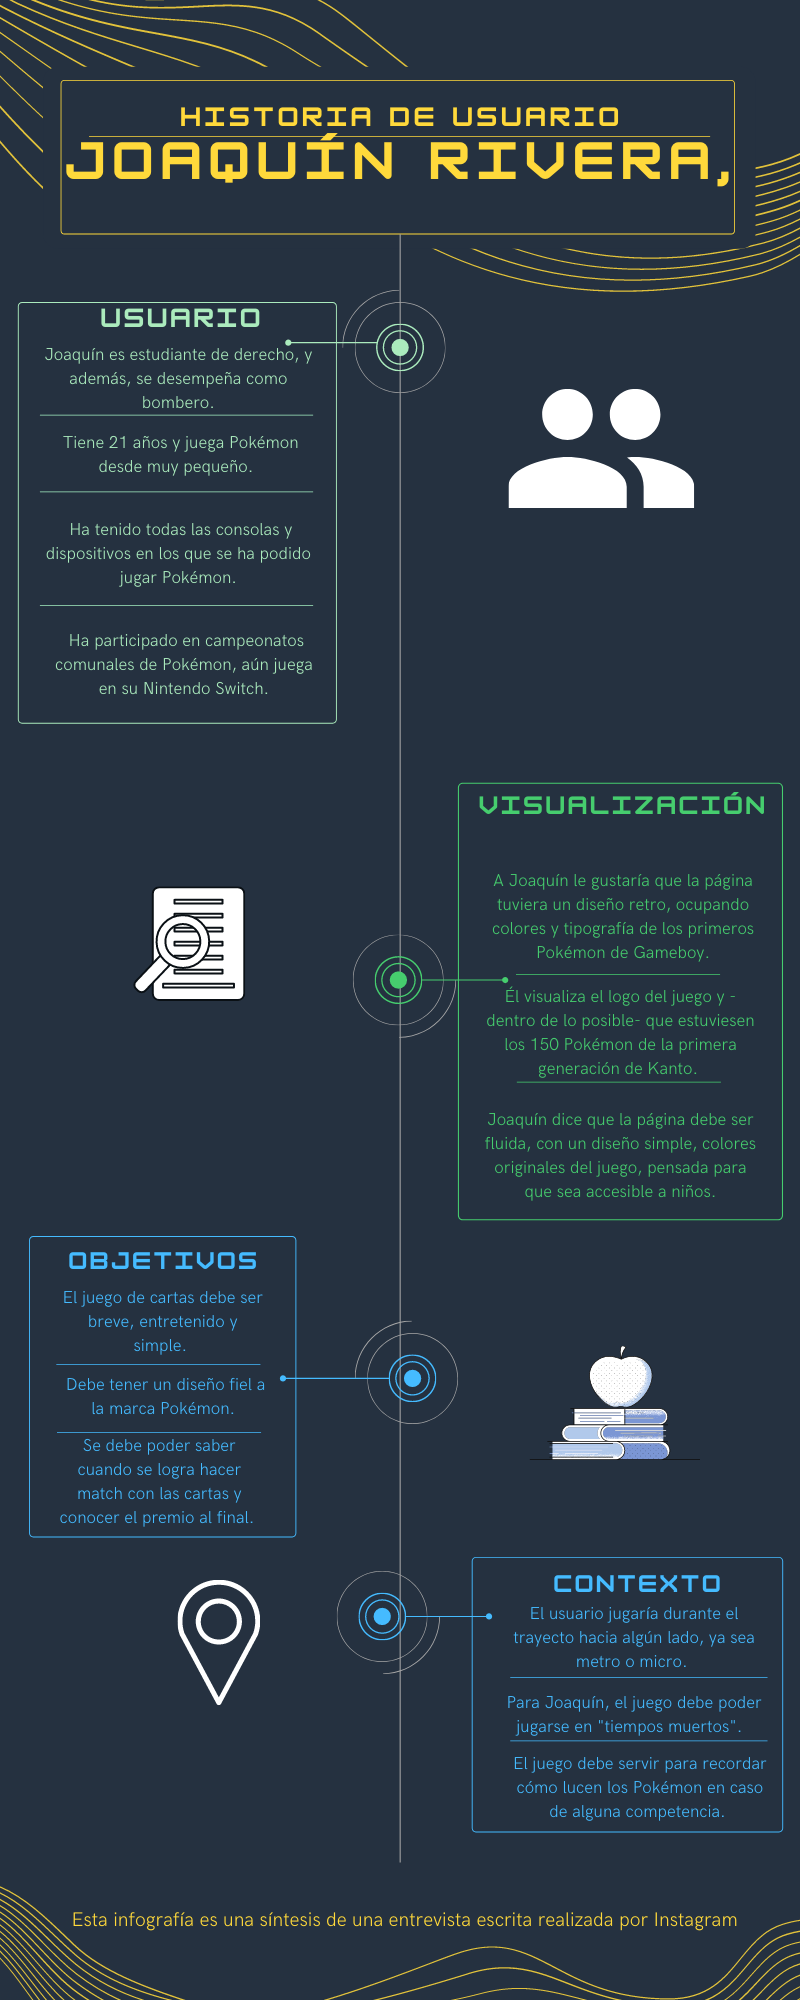 HISTORIA DE USUARIO
JOAQUÍN RIVERA,
USUARIO
Joaquín es estudiante de derecho, y
además, se desempeña como
bombero.
Tiene 21 años y juega Pokémon
desde muy pequeño.
Ha tenido todas las consolas y
dispositivos en los que se ha podido
jugar Pokémon.
Ha participado en campeonatos
comunales de Pokémon, aún juega
en su Nintendo Switch.
VISUALIZACIÓN
A Joaquín le gustaría que la página
tuviera un diseño retro, ocupando
colores y tipografía de los primeros
Pokémon de Gameboy.
Él visualiza el logo del juego y -
dentro de lo posible- que estuviesen
los 150 Pokémon de la primera
generación de Kanto.
Joaquín dice que la página debe ser
fluida, con un diseño simple, colores
originales del juego, pensada para
que sea accesible a niños.
OBJETIVOS
El juego de cartas debe ser
breve, entretenido y
simple.
Debe tener un diseño fiel a
la marca Pokémon.
Se debe poder saber
cuando se logra hacer
match con las cartas y
conocer el premio al final.
CONTEXTO
El usuario jugaría durante el
trayecto hacia algún lado, ya sea
metro o micro.
Para Joaquín, el juego debe poder
jugarse en "tiempos muertos".
El juego debe servir para recordar
cómo lucen los Pokémon en caso
de alguna competencia.
Esta infografía es una síntesis de una entrevista escrita realizada por Instagram